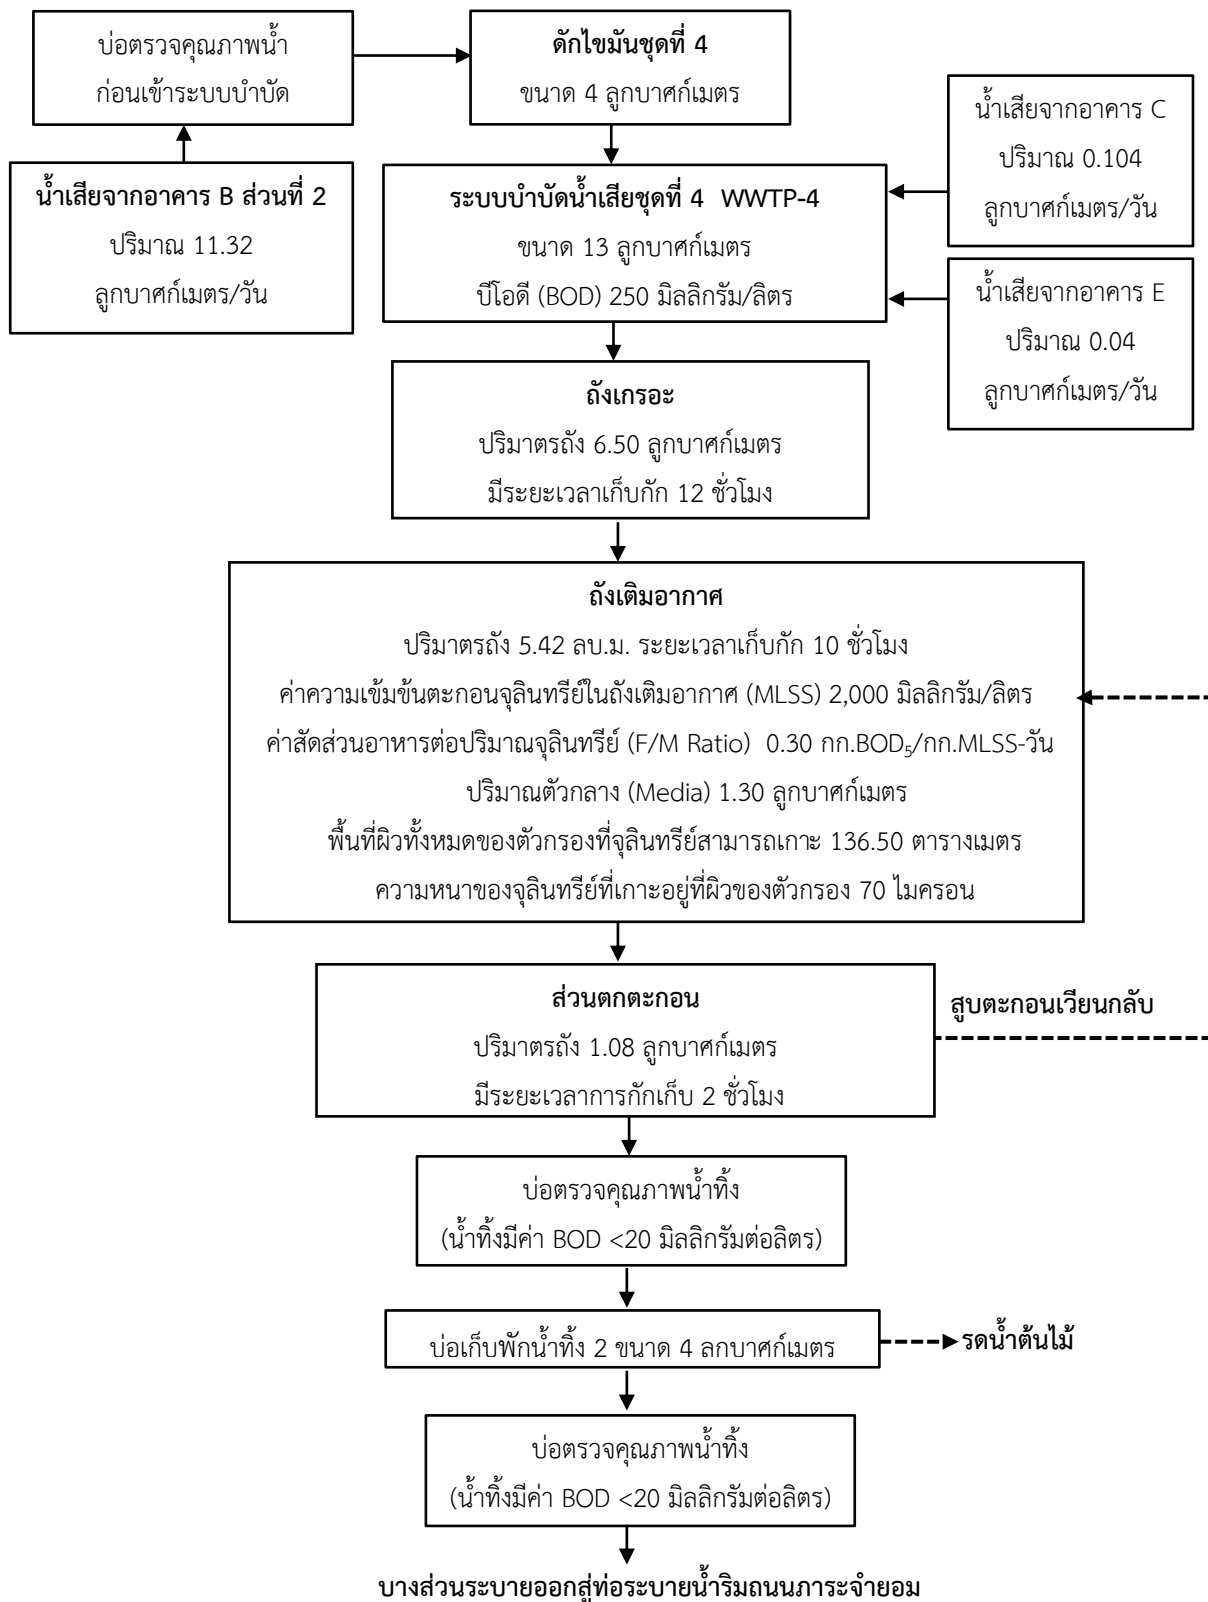 บ่อตรวจคุณภาพน้ำ
ก่อนเข้าระบบบำบัด
ดักไขมันชุดที่ 4
ขนาด 4 ลูกบาศก์เมตร
น้ำเสียจากอาคาร C
ปริมาณ 0.104
ลูกบาศก์เมตร/วัน
น้ำเสียจากอาคาร B ส่วนที่ 2
ปริมาณ 11.32
ลูกบาศก์เมตร/วัน
ระบบบำบัดน้ำเสียชุดที่ 4 WWTP-4
ขนาด 13 ลูกบาศก์เมตร
บีโอดี (BOD) 250 มิลลิกรัม/ลิตร
น้ำเสียจากอาคาร E
ปริมาณ 0.04
ลูกบาศก์เมตร/วัน
ถังเกรอะ
ปริมาตรถัง 6.50 ลูกบาศก์เมตร
มีระยะเวลาเก็บกัก 12 ชั่วโมง
ถังเติมอากาศ
ปริมาตรถัง 5.42 ลบ.ม. ระยะเวลาเก็บกัก 10 ชั่วโมง
ค่าความเข้มข้นตะกอนจุลินทรีย์ในถังเติมอากาศ (MLSS) 2,000 มิลลิกรัม/ลิตร
ค่าสัดส่วนอาหารต่อปริมาณจุลินทรีย์ (F/M Ratio) 0.30 กก.BOD₅/กก.MLSS-วัน
ปริมาณตัวกลาง (Media) 1.30 ลูกบาศก์เมตร
พื้นที่ผิวทั้งหมดของตัวกรองที่จุลินทรีย์สามารถเกาะ 136.50 ตารางเมตร
ความหนาของจุลินทรีย์ที่เกาะอยู่ที่ผิวของตัวกรอง 70 ไมครอน
ส่วนตกตะกอน
ปริมาตรถัง 1.08 ลูกบาศก์เมตร
มีระยะเวลาการกักเก็บ 2 ชั่วโมง
สูบตะกอนเวียนกลับ
บ่อตรวจคุณภาพน้ำทิ้ง
(น้ำทิ้งมีค่า BOD <20 มิลลิกรัมต่อลิตร)
บ่อเก็บพักน้ำทิ้ง 2 ขนาด 4 ลกบาศก์เมตร
รดน้ำต้นไม้
บ่อตรวจคุณภาพน้ำทิ้ง
(น้ำทิ้งมีค่า BOD <20 มิลลิกรัมต่อลิตร)
บางส่วนระบายออกสู่ท่อระบายน้ำริมถนนภาระจำยอม